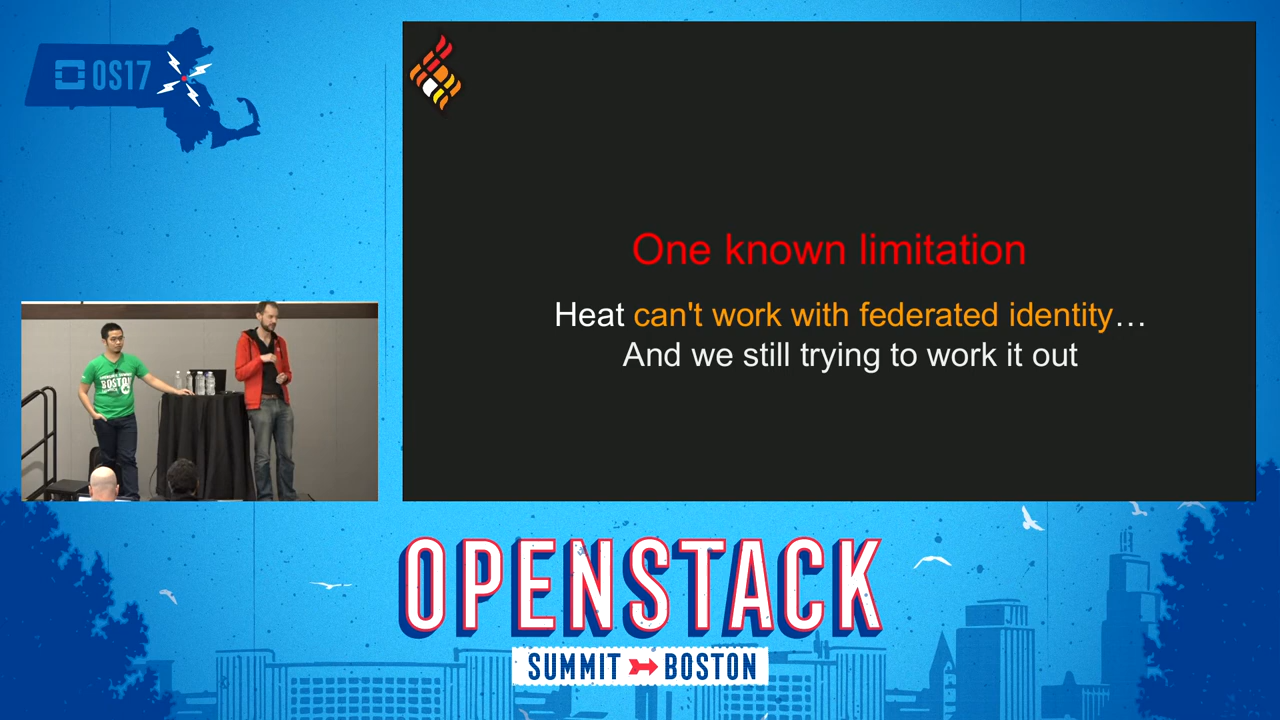 OS17
One known limitation
Heat can't work with federated identity…
And we still trying to work it out
BOSTON
OPENSTACK
SUMMIT BOSTON